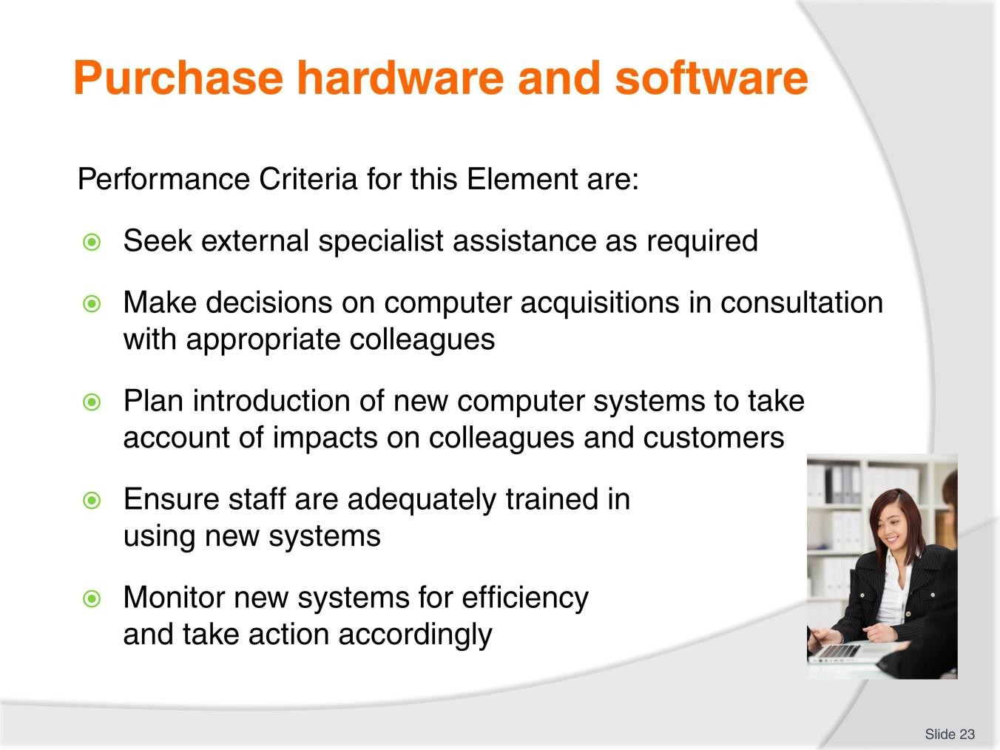 Purchase hardware and software
Performance Criteria for this Element are:
Seek external specialist assistance as required
Make decisions on computer acquisitions in consultation
with appropriate colleagues
Plan introduction of new computer systems to take
account of impacts on colleagues and customers
Ensure staff are adequately trained in
using new systems
Monitor new systems for efficiency
and take action accordingly
Slide 23